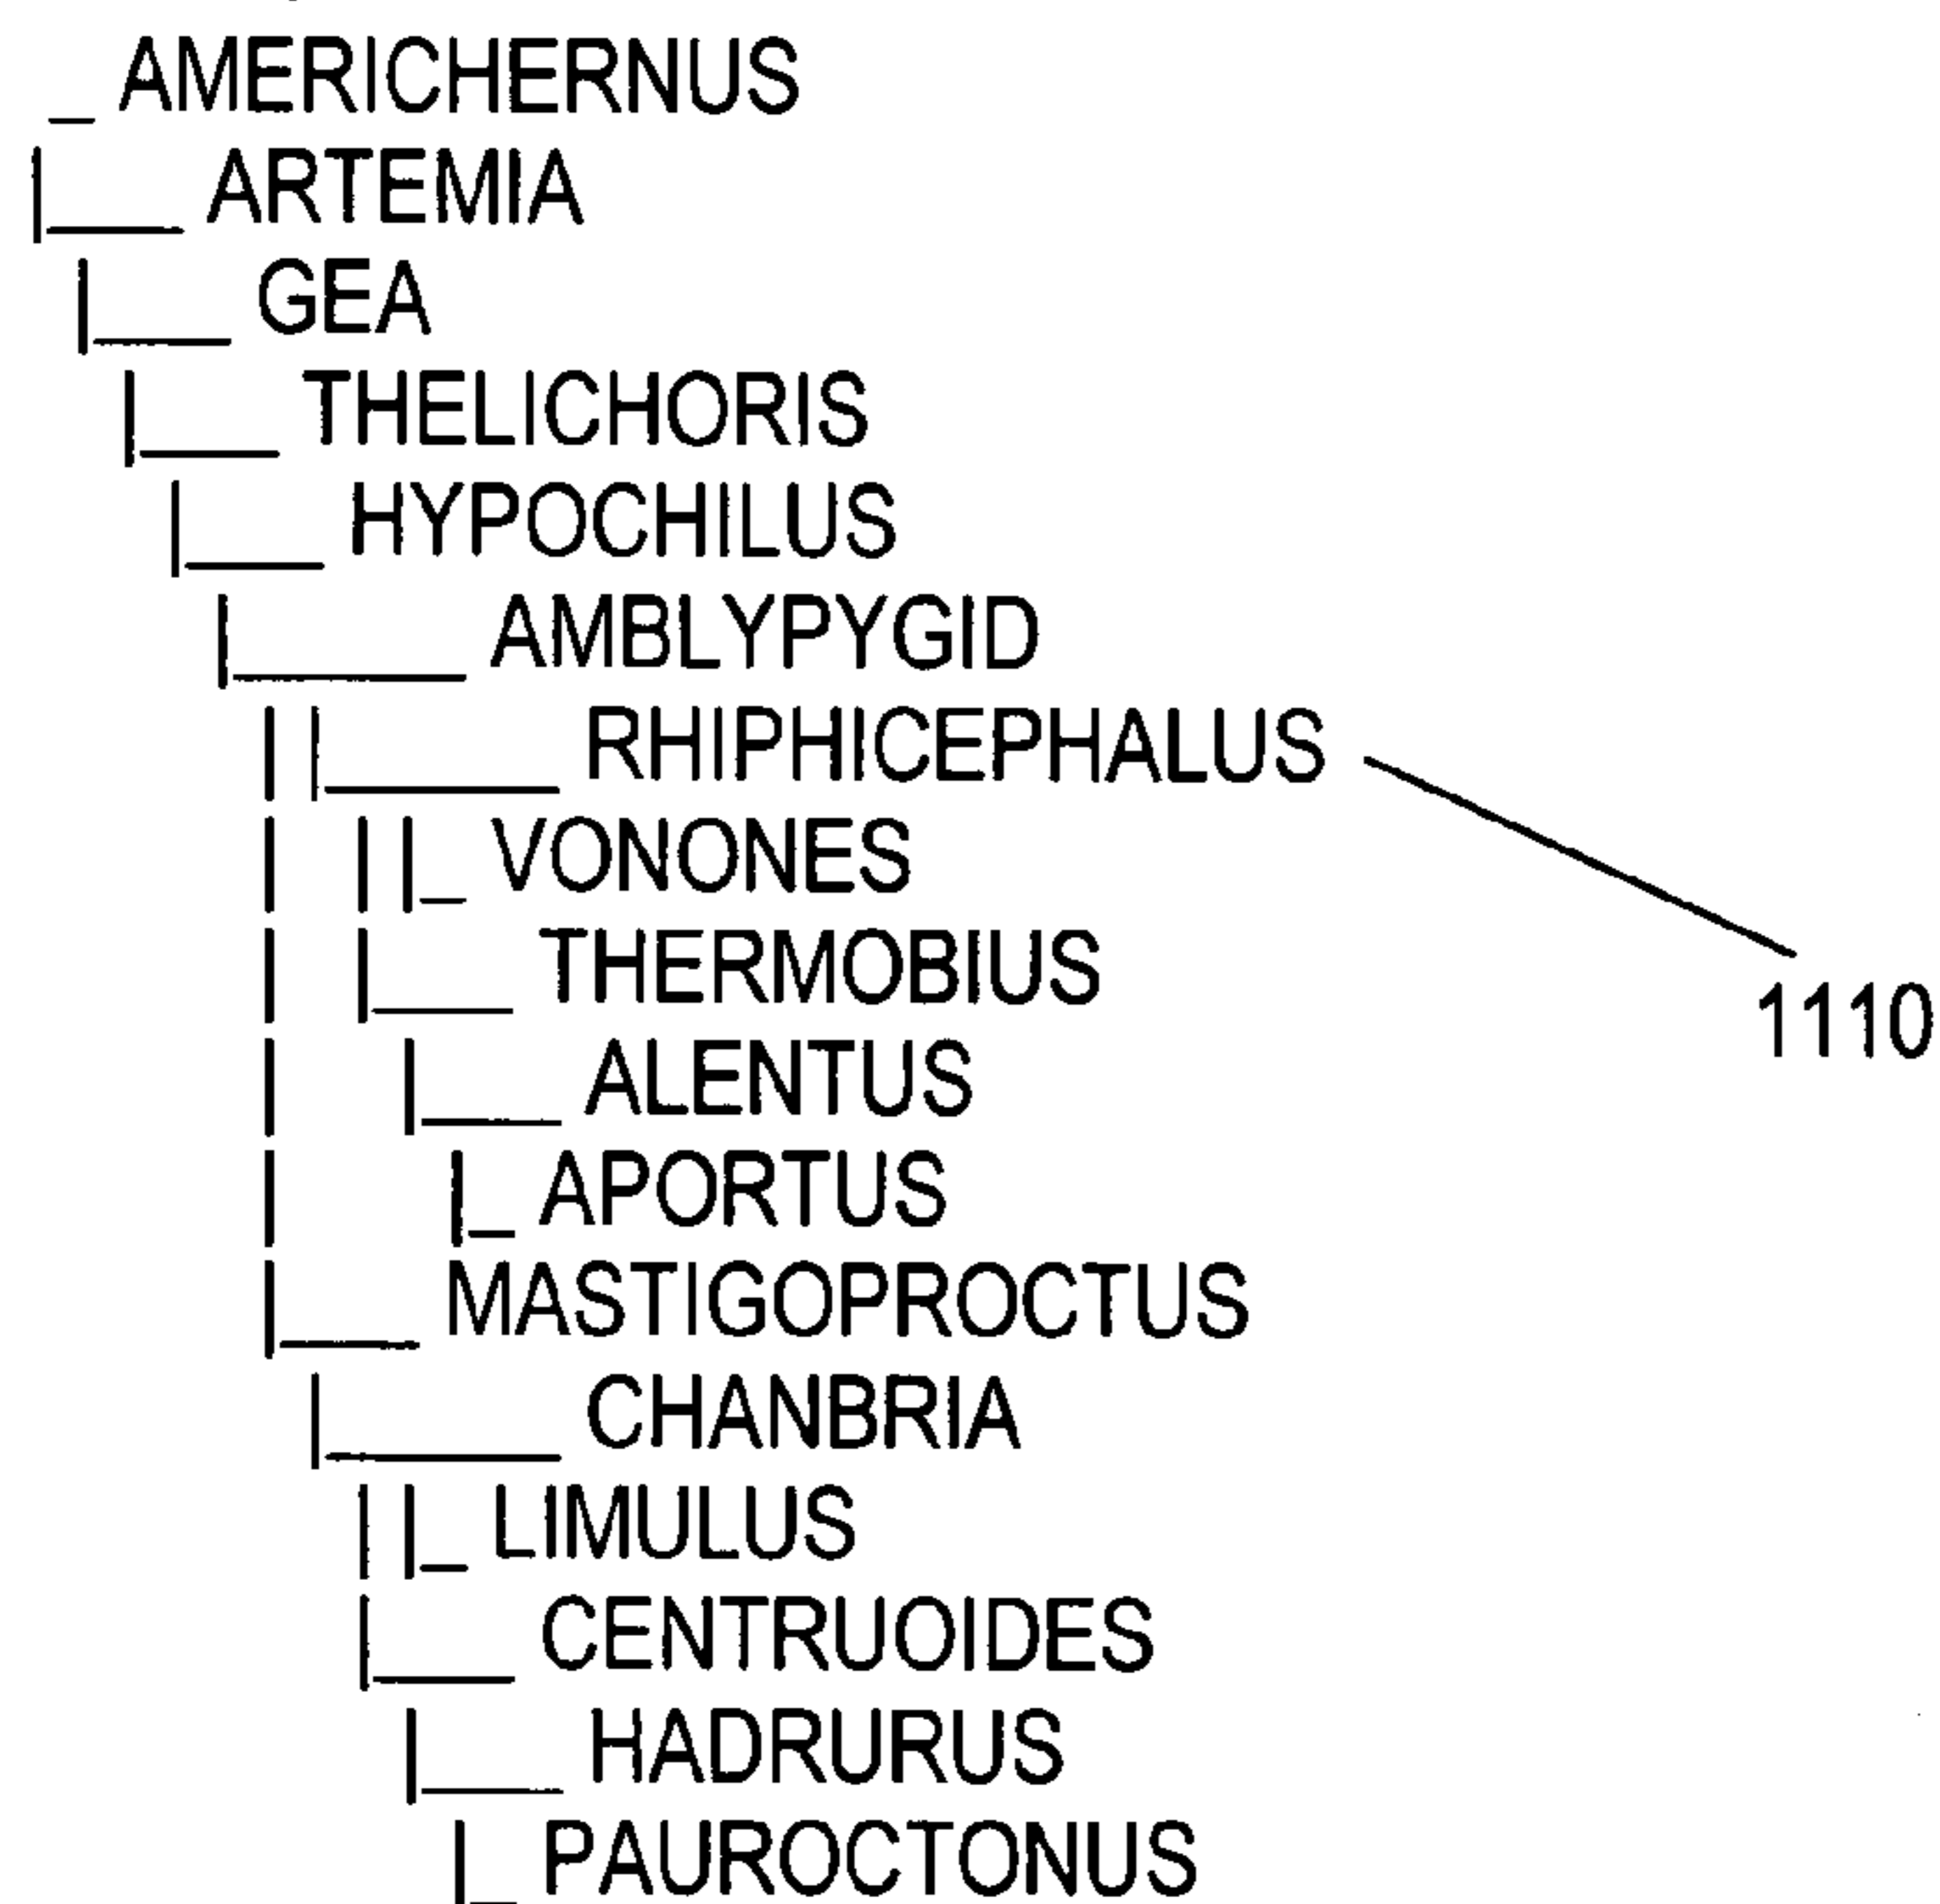 AMERICHERNUS
ARTEMIA
GEA
THELICHORIS
HYPOCHILUS
AMBLYPYGID
RHIPHICEPHALUS
VONONES
THERMOBIUS
1110
ALENTUS
APORTUS
MASTIGOPROCTUS
CHANBRIA
LIMULUS
CENTRUOIDES
HADRURUS
PAUROCTONUS